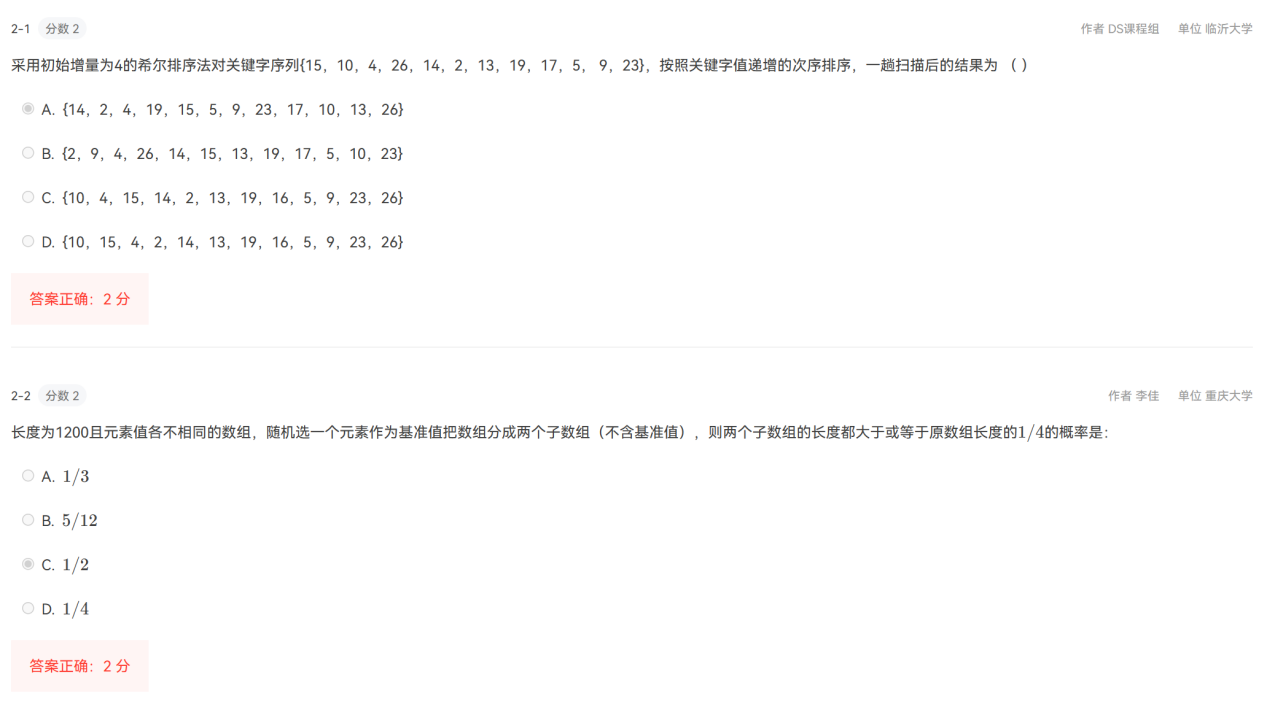 2-1 分数 2 作者 DS课程组 单位 临沂大学
采用初始增量为4的希尔排序法对关键字序列{15，10，4，26，14，2，13，19，17，5， 9，23}，按照关键字值递增的次序排序，一趟扫描后的结果为 （ ）
A. {14，2，4，19，15，5，9，23，17，10，13，26}
B. {2，9，4，26，14，15，13，19，17，5，10，23}
C. {10，4，15，14，2，13，19，16，5，9，23，26}
D. {10，15，4，2，14，13，19，16，5，9，23，26}
答案正确：2 分
2-2 分数 2 作者 李佳 单位 重庆大学
长度为1200且元素值各不相同的数组，随机选一个元素作为基准值把数组分成两个子数组（不含基准值），则两个子数组的长度都大于或等于原数组长度的1/4的概率是：
A. 1/3
B. 5/12
C. 1/2
D. 1/4
答案正确：2 分